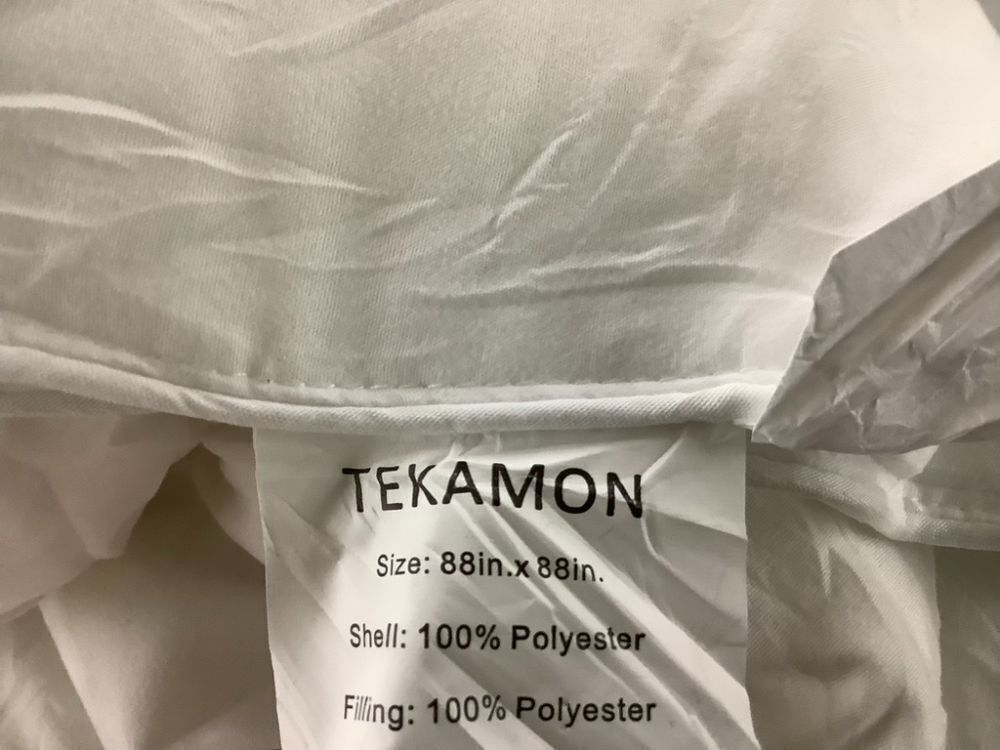 TEKAMON
Size: 88in.x 88in.
Shell: 100% Polyester
Filling: 100% Polyester